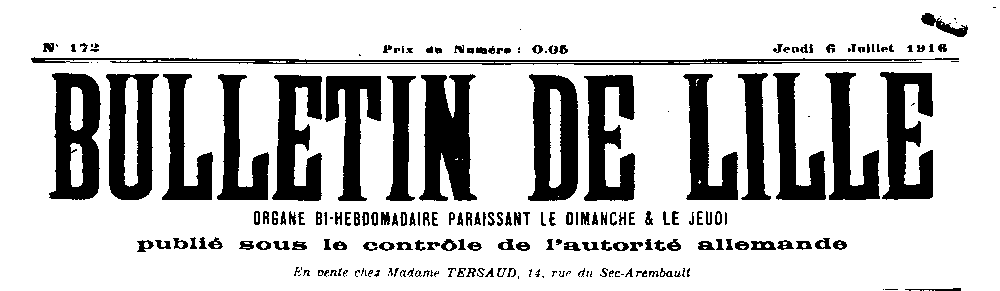 N° 172 Prix du Numéro : 0.05 Jeudi 6 Juillet 1916
BULLETIN DE LILLE
ORGANE BI-HEBDOMADAIRE PARAISSANT LE DIMANCHE & LE JEUDI
publié sous le contrôle de l'autorité allemande
En vente chez Madame TERSAUD, 14, rue du Sec-Arembault